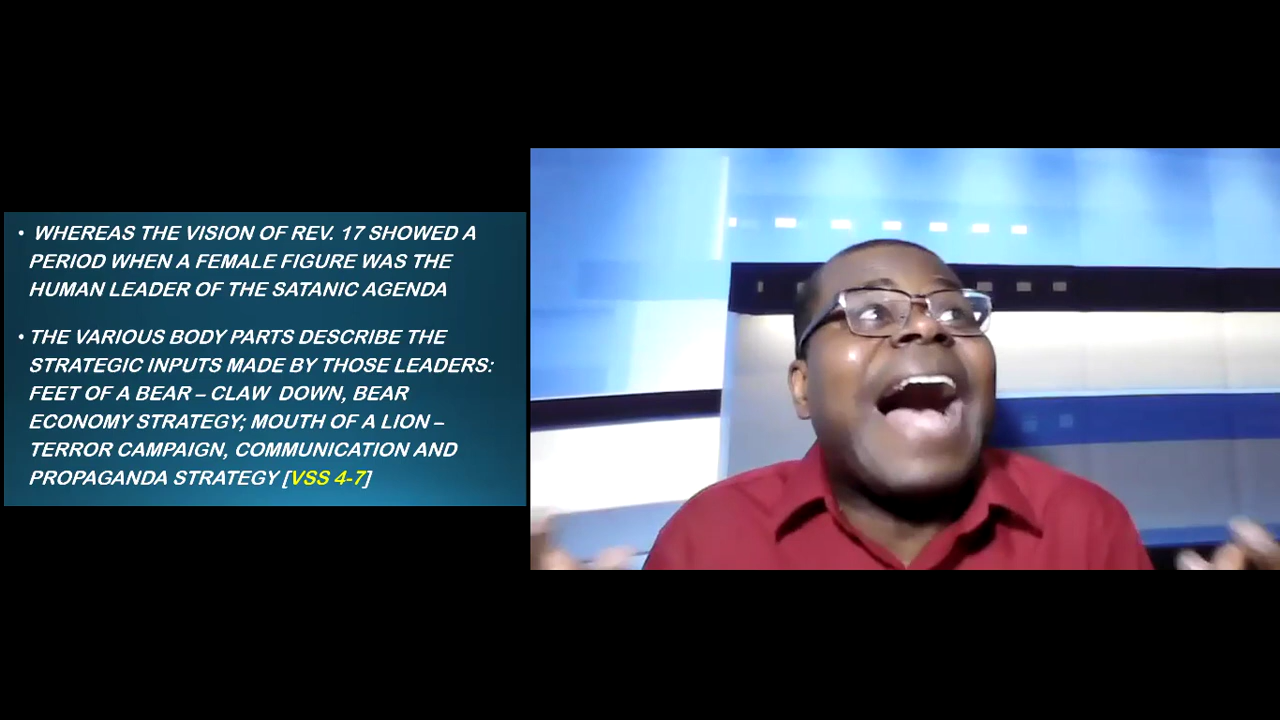 • WHEREAS THE VISION OF REV. 17 SHOWED A
PERIOD WHEN A FEMALE FIGURE WAS THE
HUMAN LEADER OF THE SATANIC AGENDA
• THE VARIOUS BODY PARTS DESCRIBE THE
STRATEGIC INPUTS MADE BY THOSE LEADERS:
FEET OF A BEAR – CLAW DOWN, BEAR
ECONOMY STRATEGY; MOUTH OF A LION –
TERROR CAMPAIGN, COMMUNICATION AND
PROPAGANDA STRATEGY [VSS 4-7]